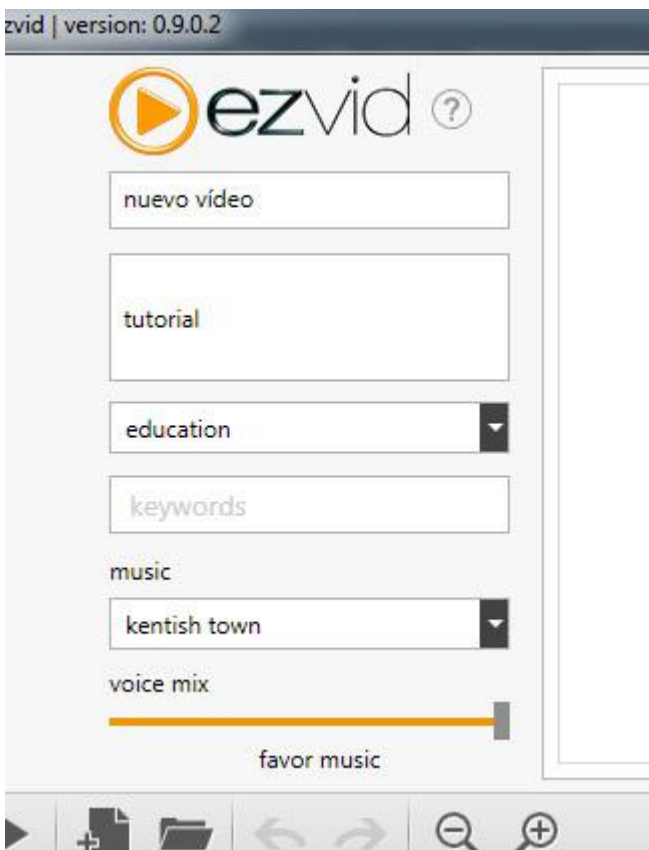 zvid | version: 0.9.0.2
ezvid ?
nuevo vídeo
tutorial
education
keywords
music
kentish town
voice mix
favor music